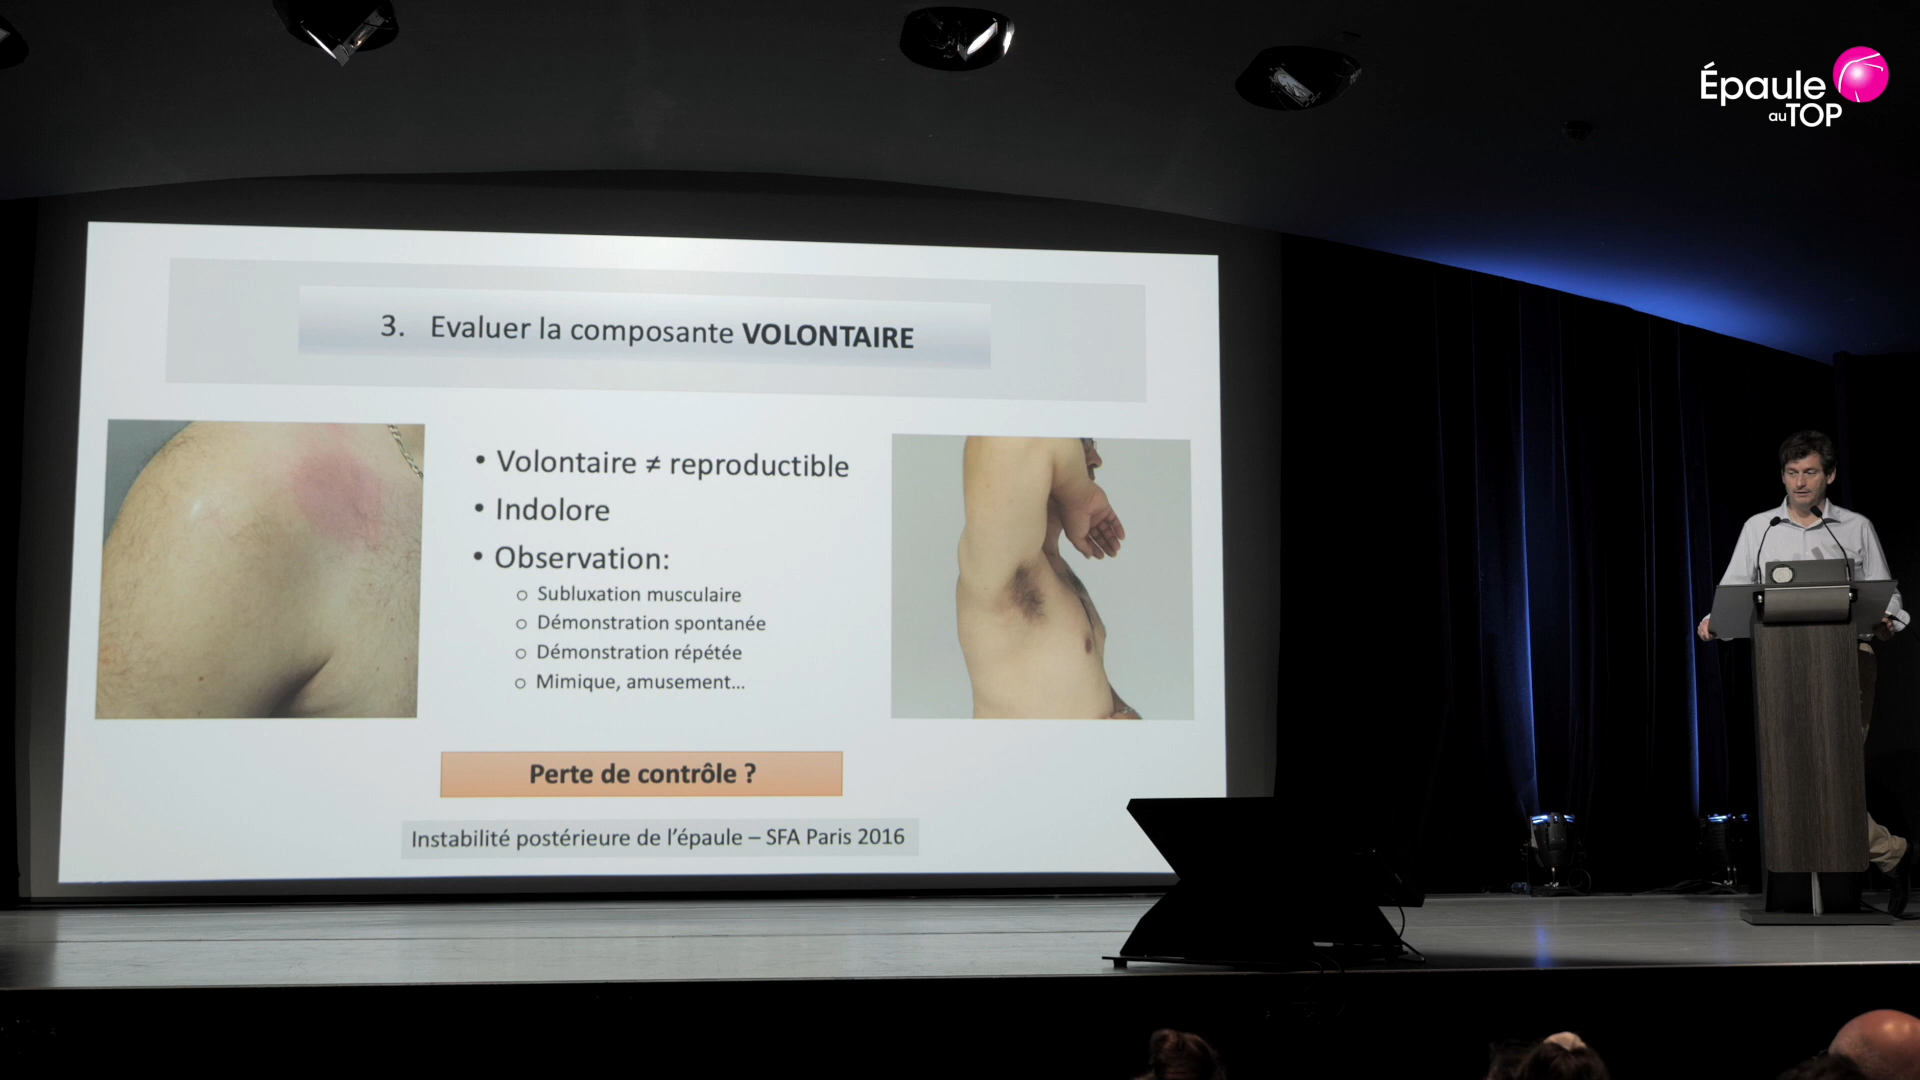 Épaule
au TOP
3. Evaluer la composante VOLONTAIRE
• Volontaire ≠ reproductible
• Indolore
• Observation:
o Subluxation musculaire
o Démonstration spontanée
o Démonstration répétée
o Mimique, amusement...
Perte de contrôle ?
Instabilité postérieure de l'épaule – SFA Paris 2016